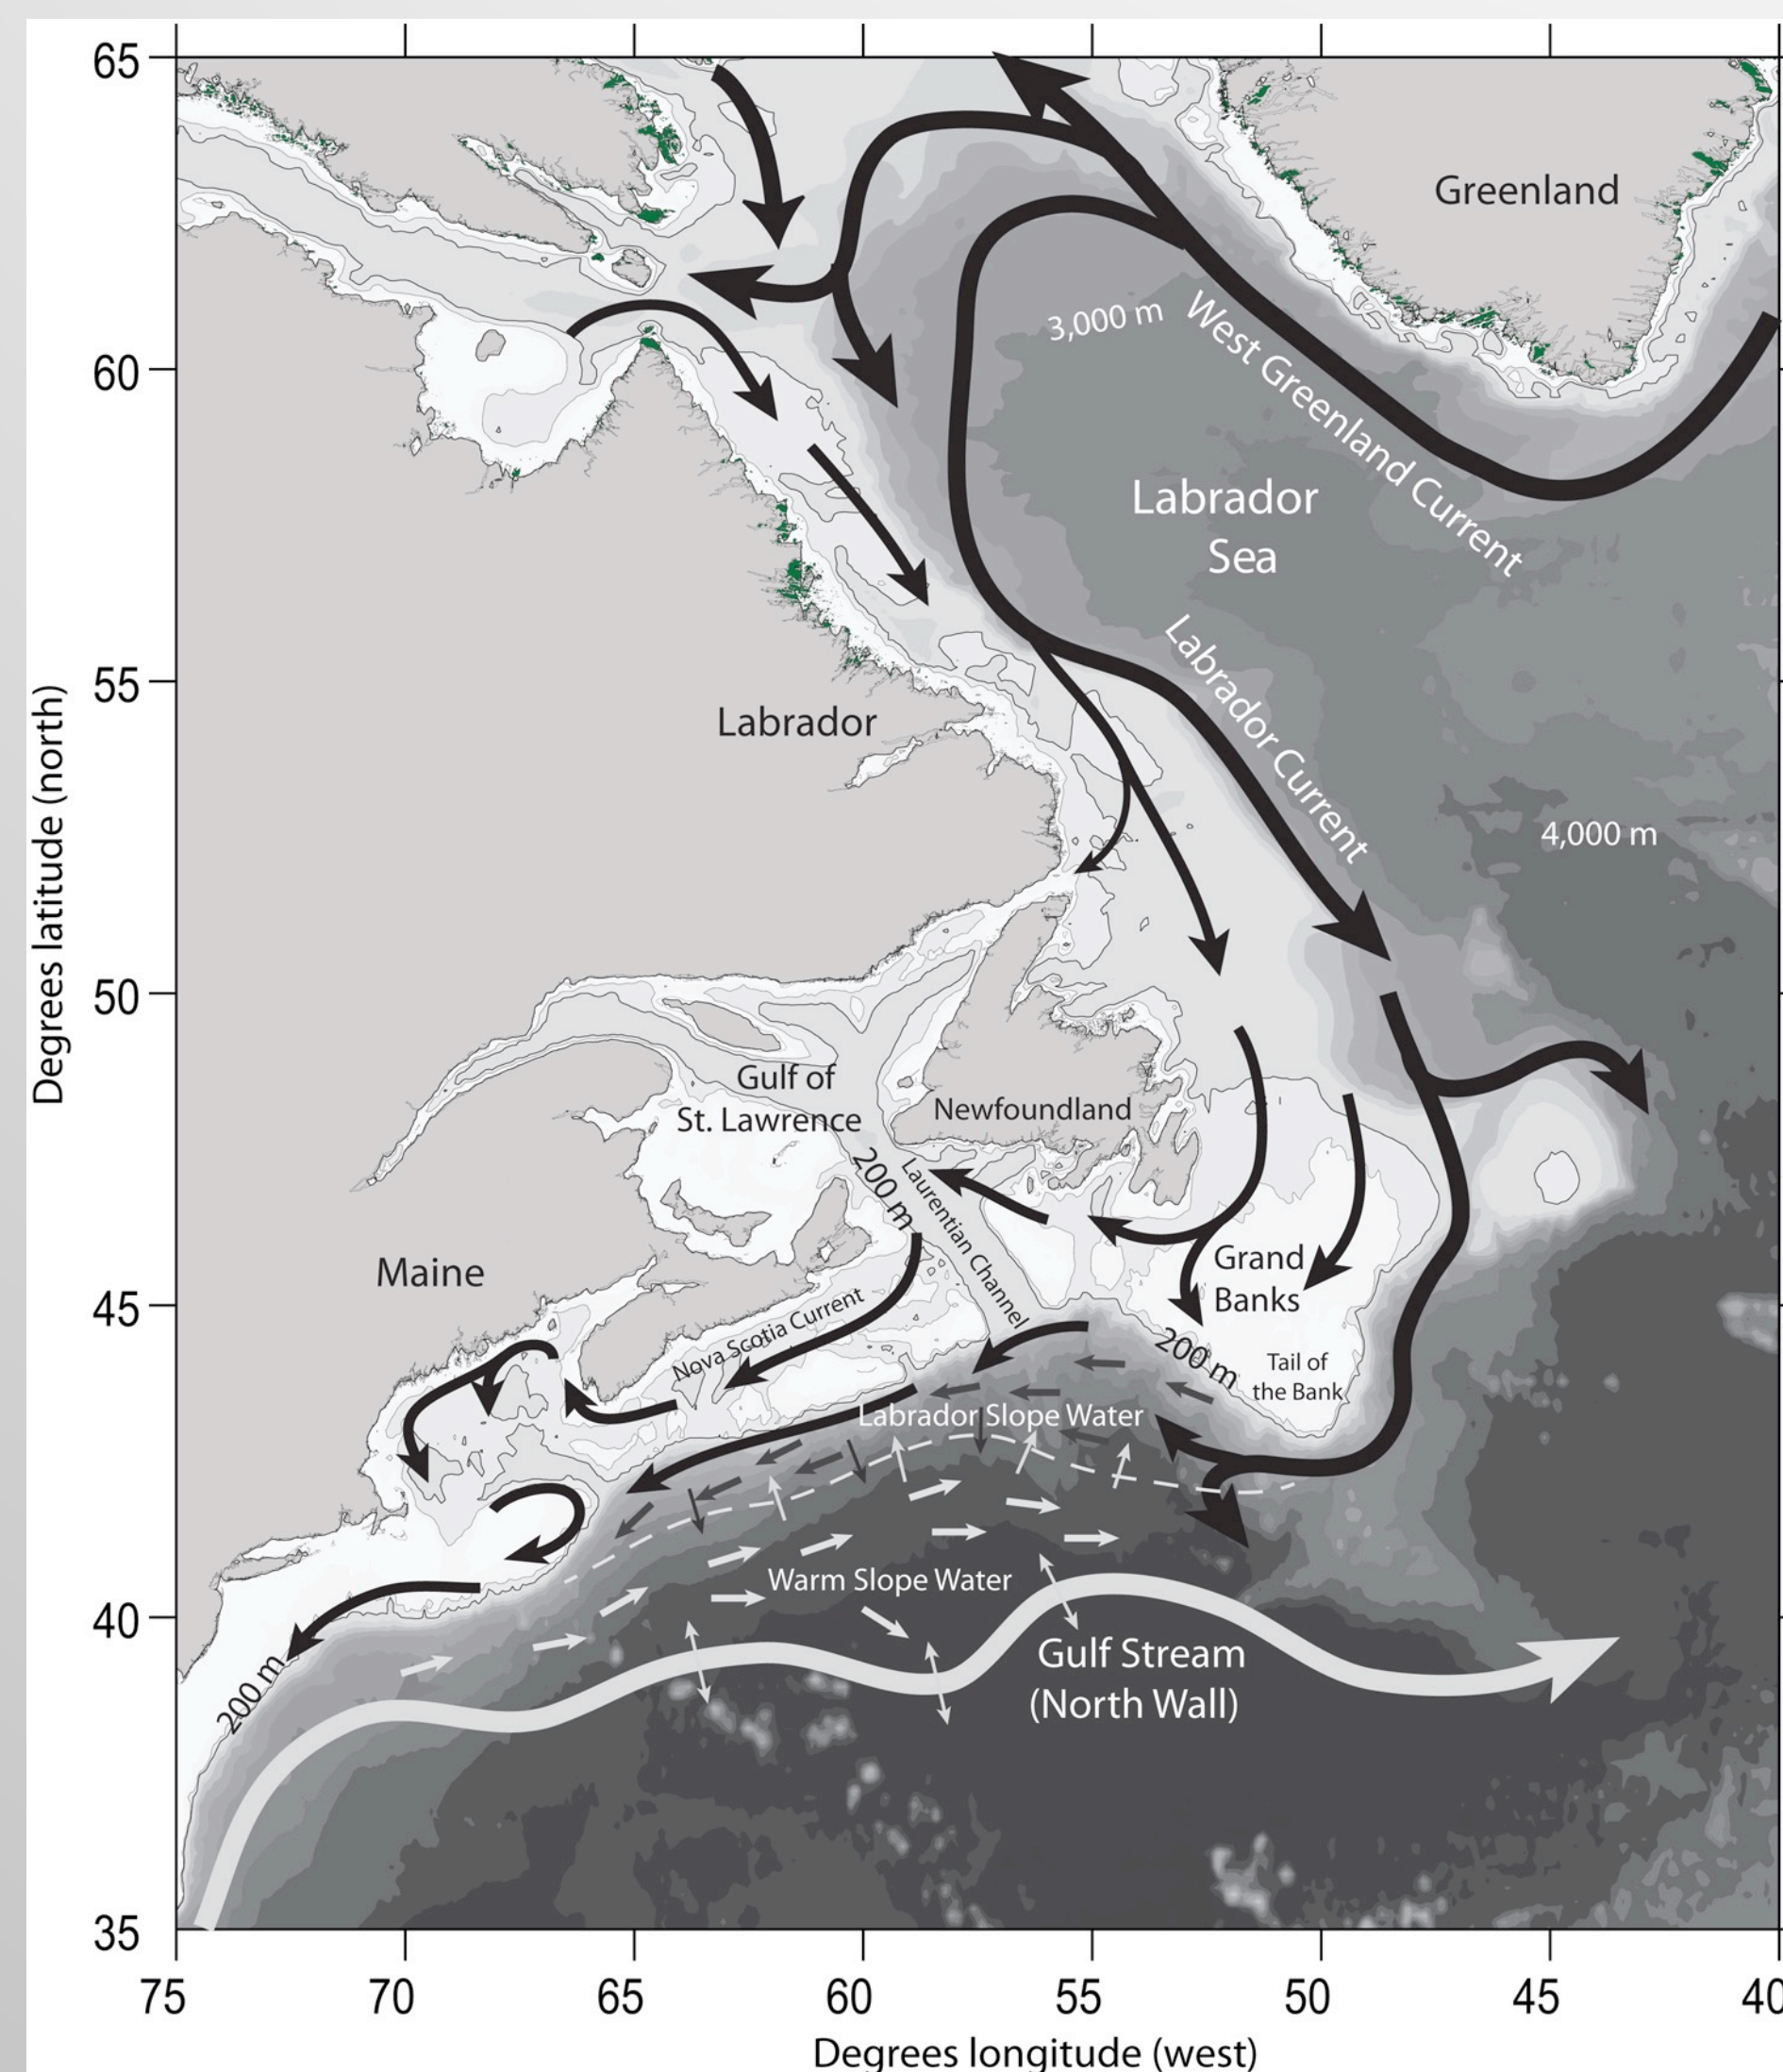 65
60
55
50
45
40
35
75
70
65
60
55
50
45
40
Degrees latitude (north)
Degrees longitude (west)
Greenland
3,000 m
West Greenland Current
Labrador
Sea
Labrador Current
Labrador
4,000 m
Gulf of
St. Lawrence
Newfoundland
200 m
Laurentian Channel
Grand
Banks
Maine
Nova Scotia Current
200 m
Tail of
the Bank
Labrador Slope Water
Warm Slope Water
Gulf Stream
(North Wall)
200 m